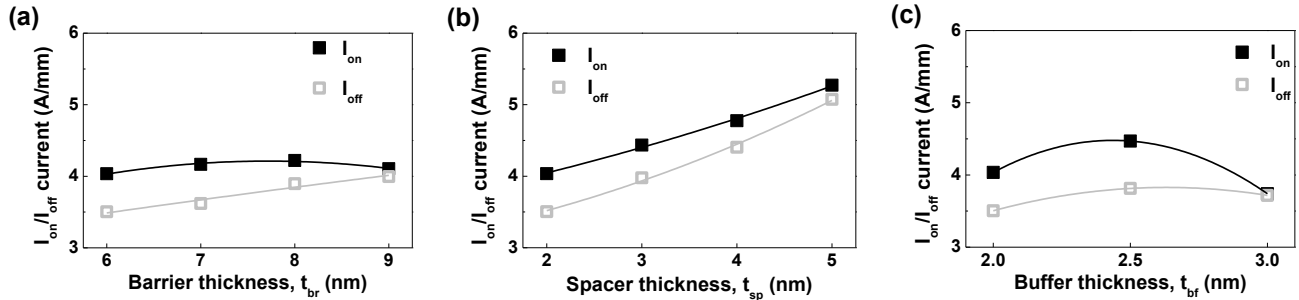 (a)
6
5
4
3
I_on/I_off current (A/mm)
I_on
I_off
6 7 8 9
Barrier thickness, t_br (nm)
(b)
6
5
4
3
I_on/I_off current (A/mm)
I_on
I_off
2 3 4 5
Spacer thickness, t_sp (nm)
(c)
6
5
4
3
I_on/I_off current (A/mm)
I_on
I_off
2.0 2.5 3.0
Buffer thickness, t_bf (nm)